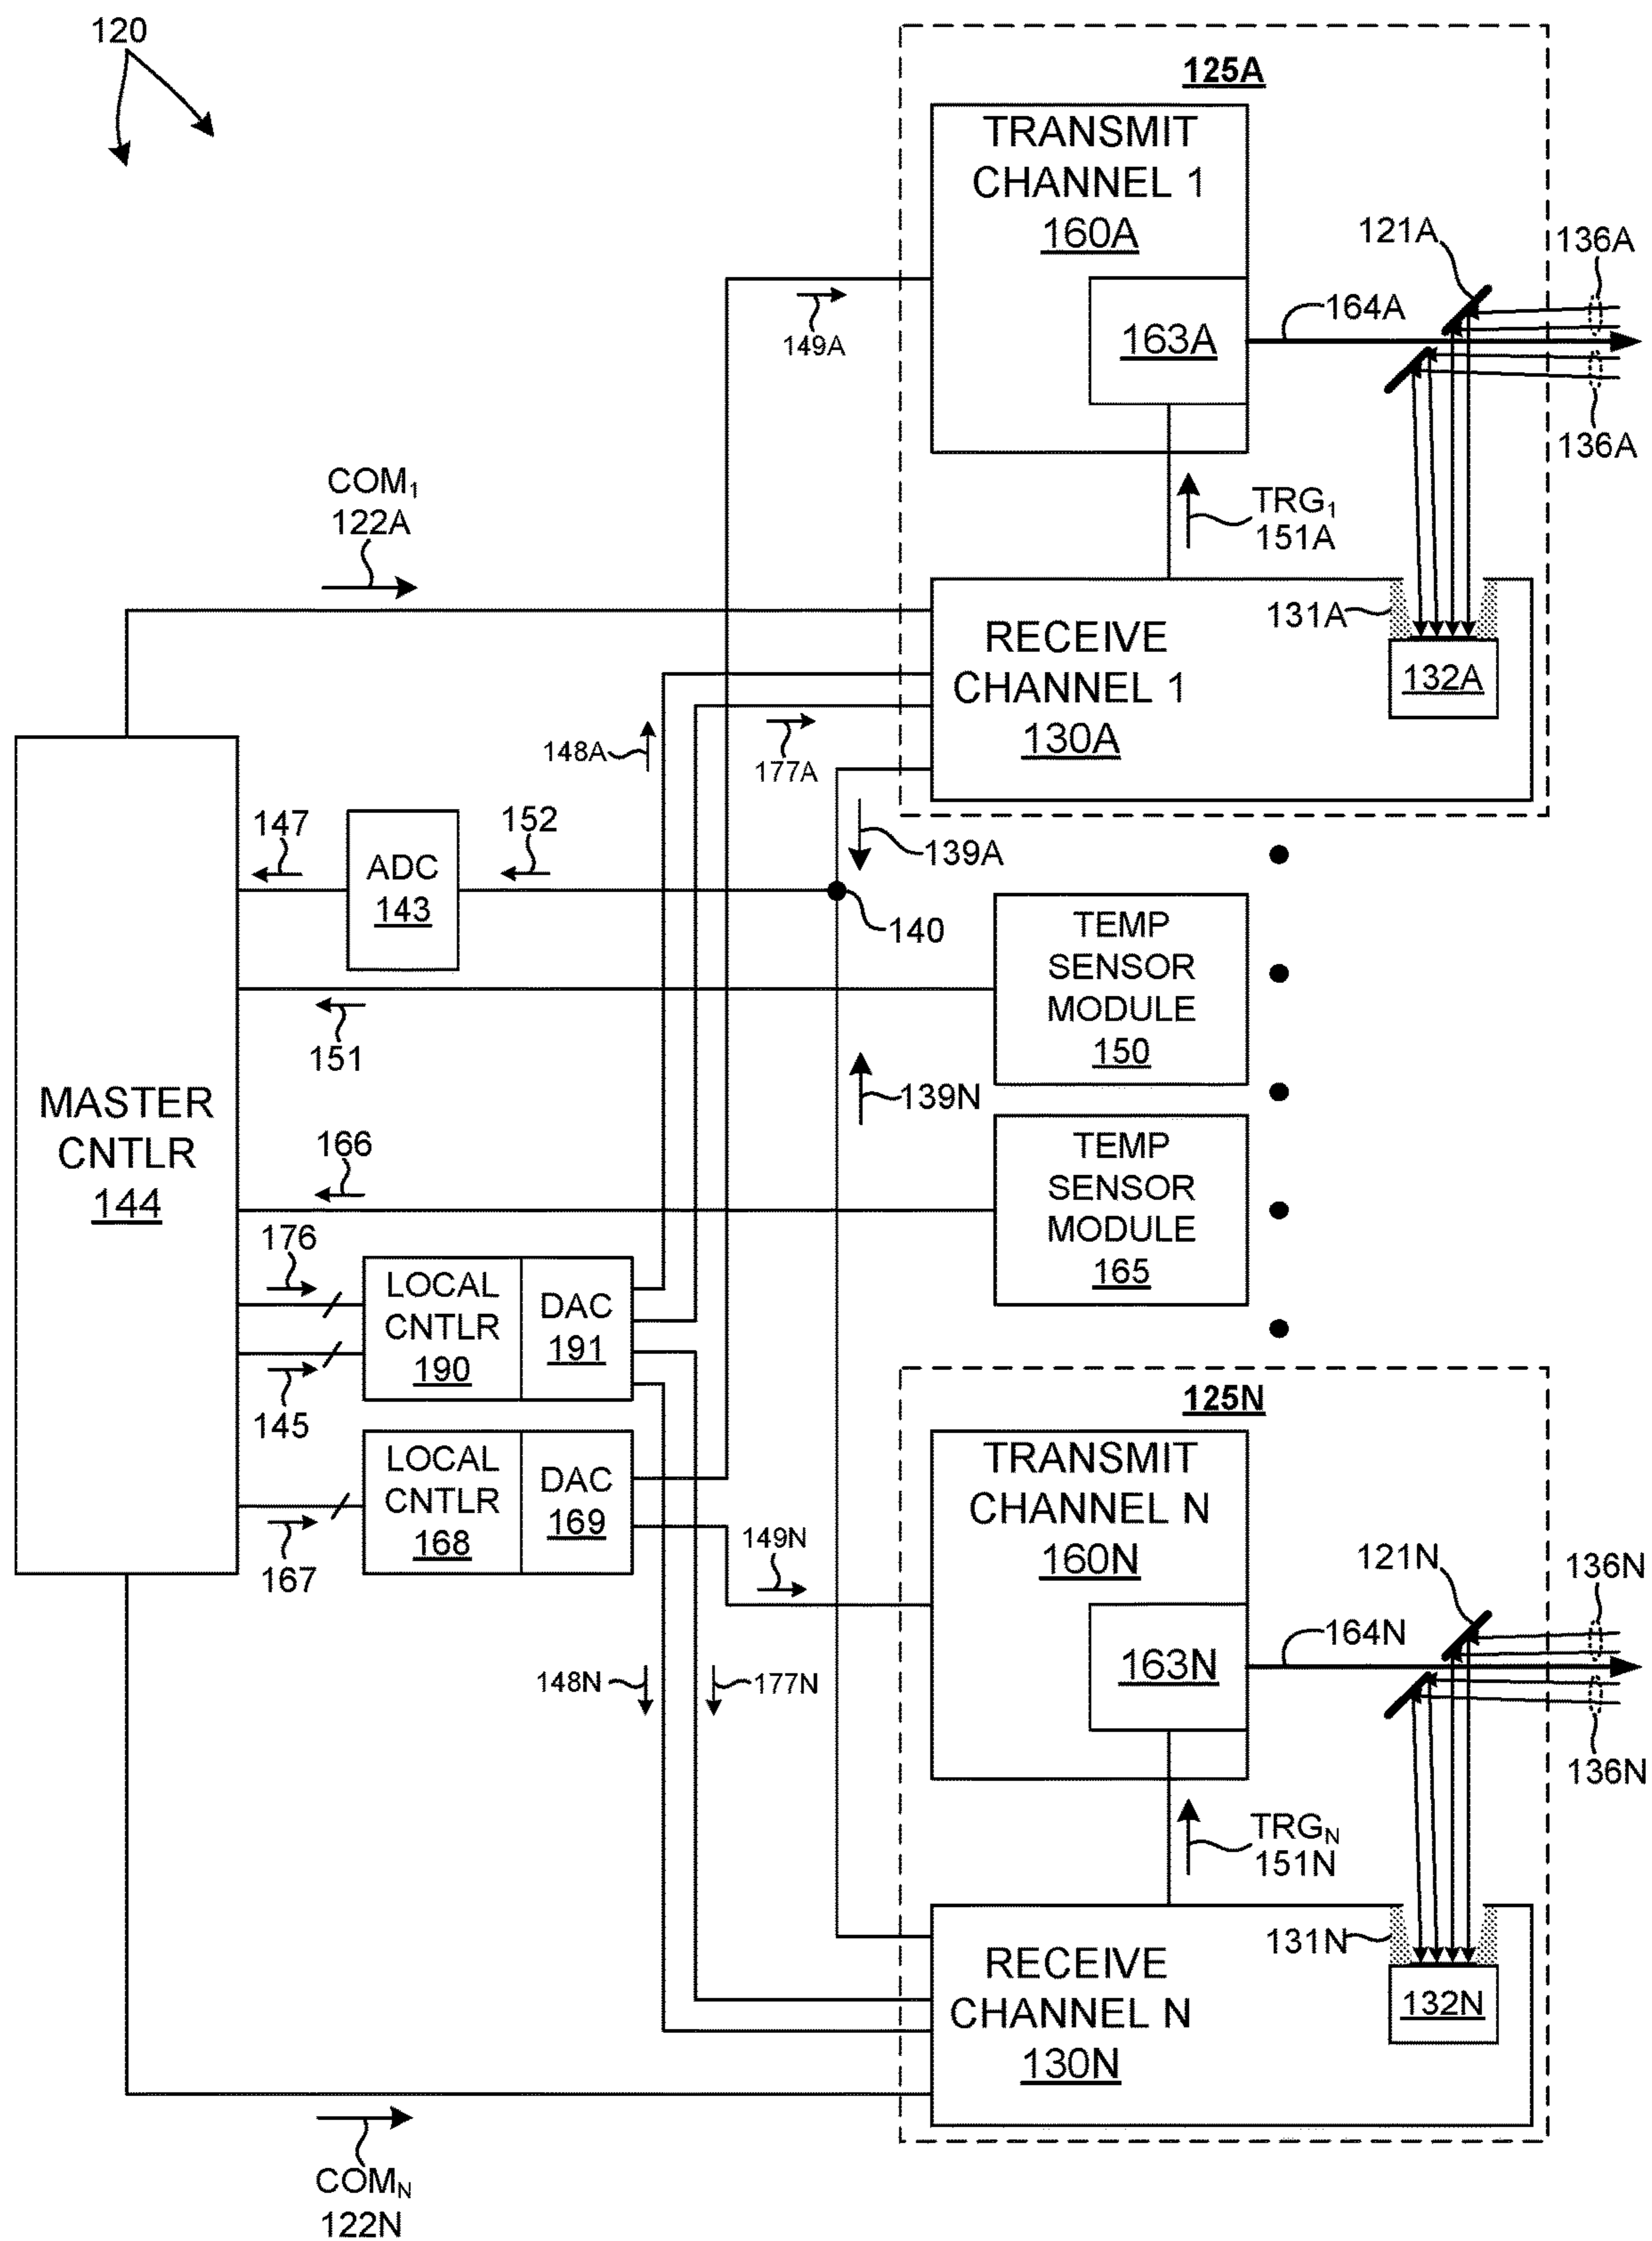 120
125A
TRANSMIT
CHANNEL 1
160A
163A
149A
121A
136A
164A
136A
COM1
122A
TRG1
151A
RECEIVE
CHANNEL 1
130A
131A
132A
148A
177A
139A
147
ADC
143
152
140
TEMP
SENSOR
MODULE
150
151
139N
MASTER
CNTLR
144
166
TEMP
SENSOR
MODULE
165
176
LOCAL
CNTLR
190
DAC
191
145
LOCAL
CNTLR
168
DAC
169
167
149N
125N
TRANSMIT
CHANNEL N
160N
163N
121N
136N
164N
136N
148N
177N
TRGN
151N
RECEIVE
CHANNEL N
130N
131N
132N
COMN
122N